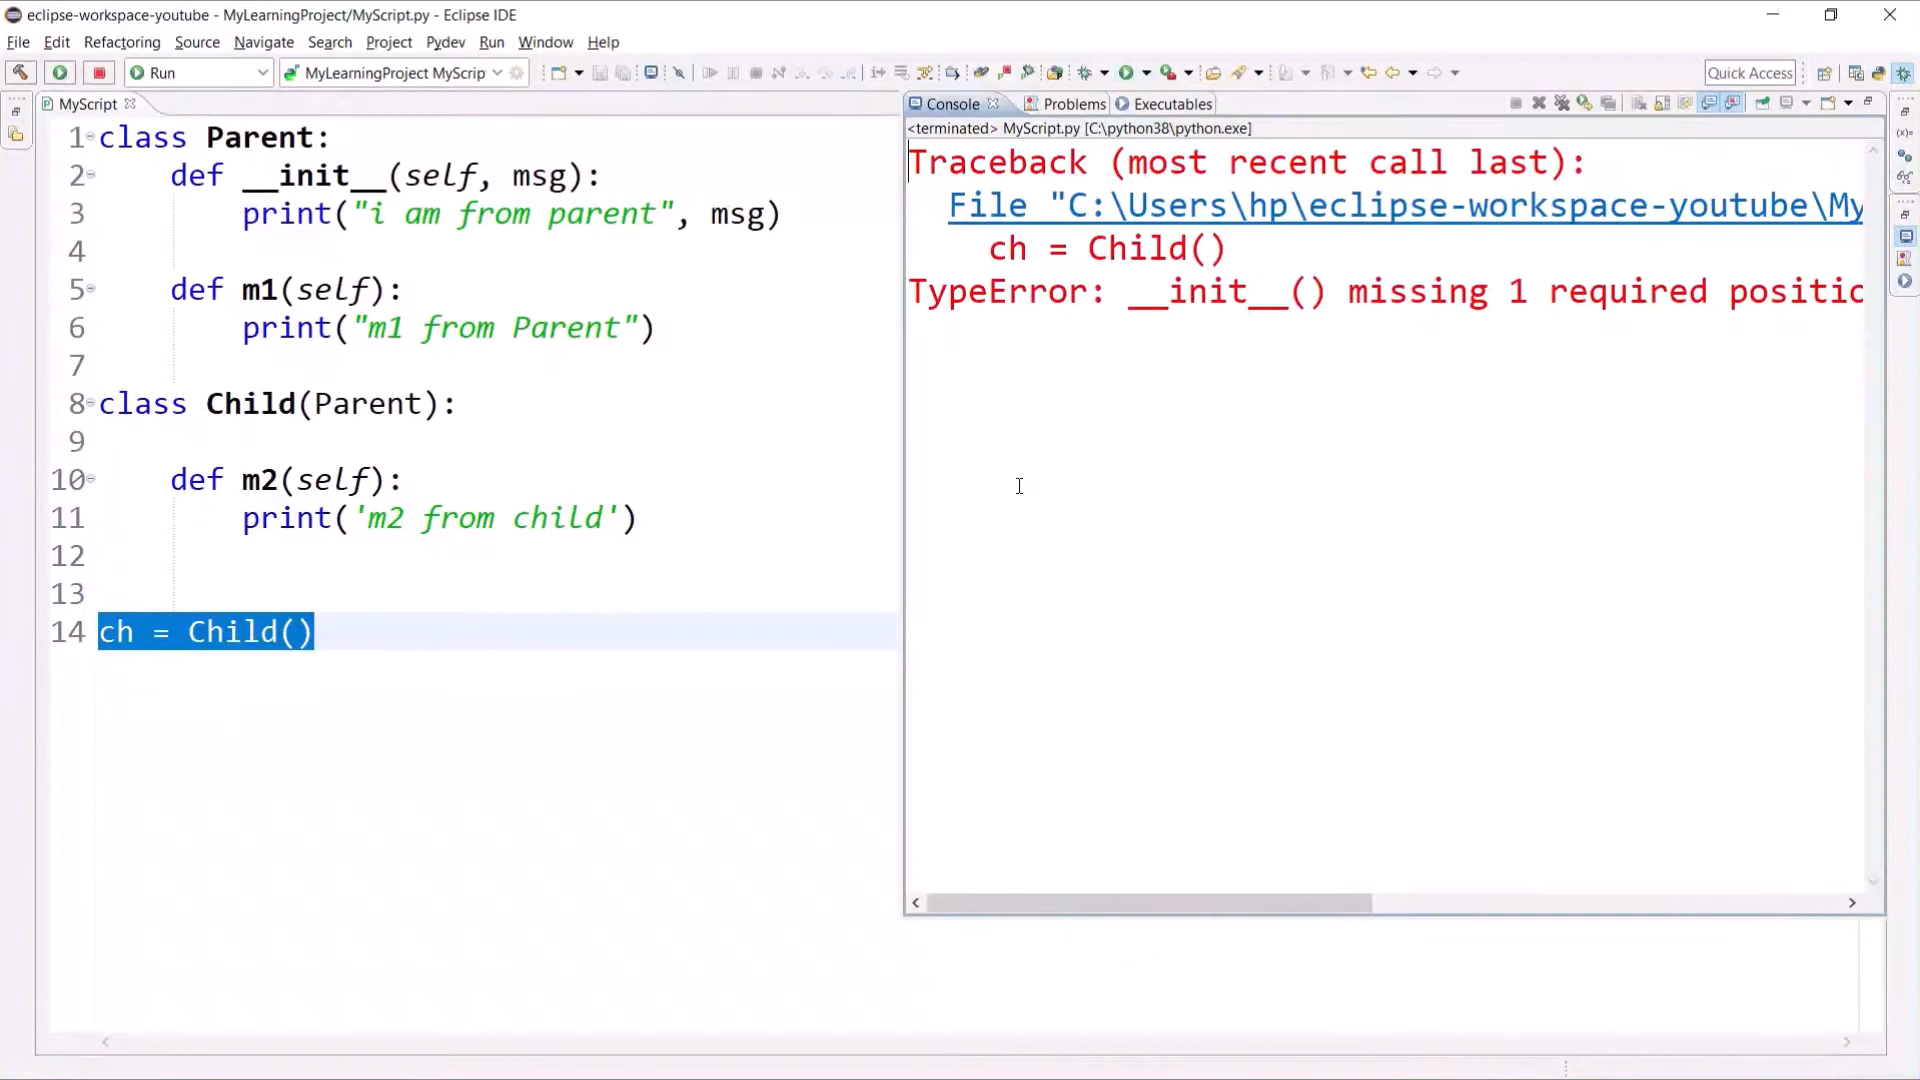 eclipse-workspace-youtube - MyLearningProject/MyScript.py - Eclipse IDE
File Edit Refactoring Source Navigate Search Project Pydev Run Window Help
Run MyLearningProject MyScrip Quick Access
MyScript
1 class Parent:
2 def __init__(self, msg):
3 print("i am from parent", msg)
4
5 def m1(self):
6 print("m1 from Parent")
7
8 class Child(Parent):
9
10 def m2(self):
11 print('m2 from child')
12
13
14 ch = Child()
Console Problems Executables
<terminated> MyScript.py [C:\python38\python.exe]
Traceback (most recent call last):
File "C:\Users\hp\eclipse-workspace-youtube\My
ch = Child()
TypeError: __init__() missing 1 required positio